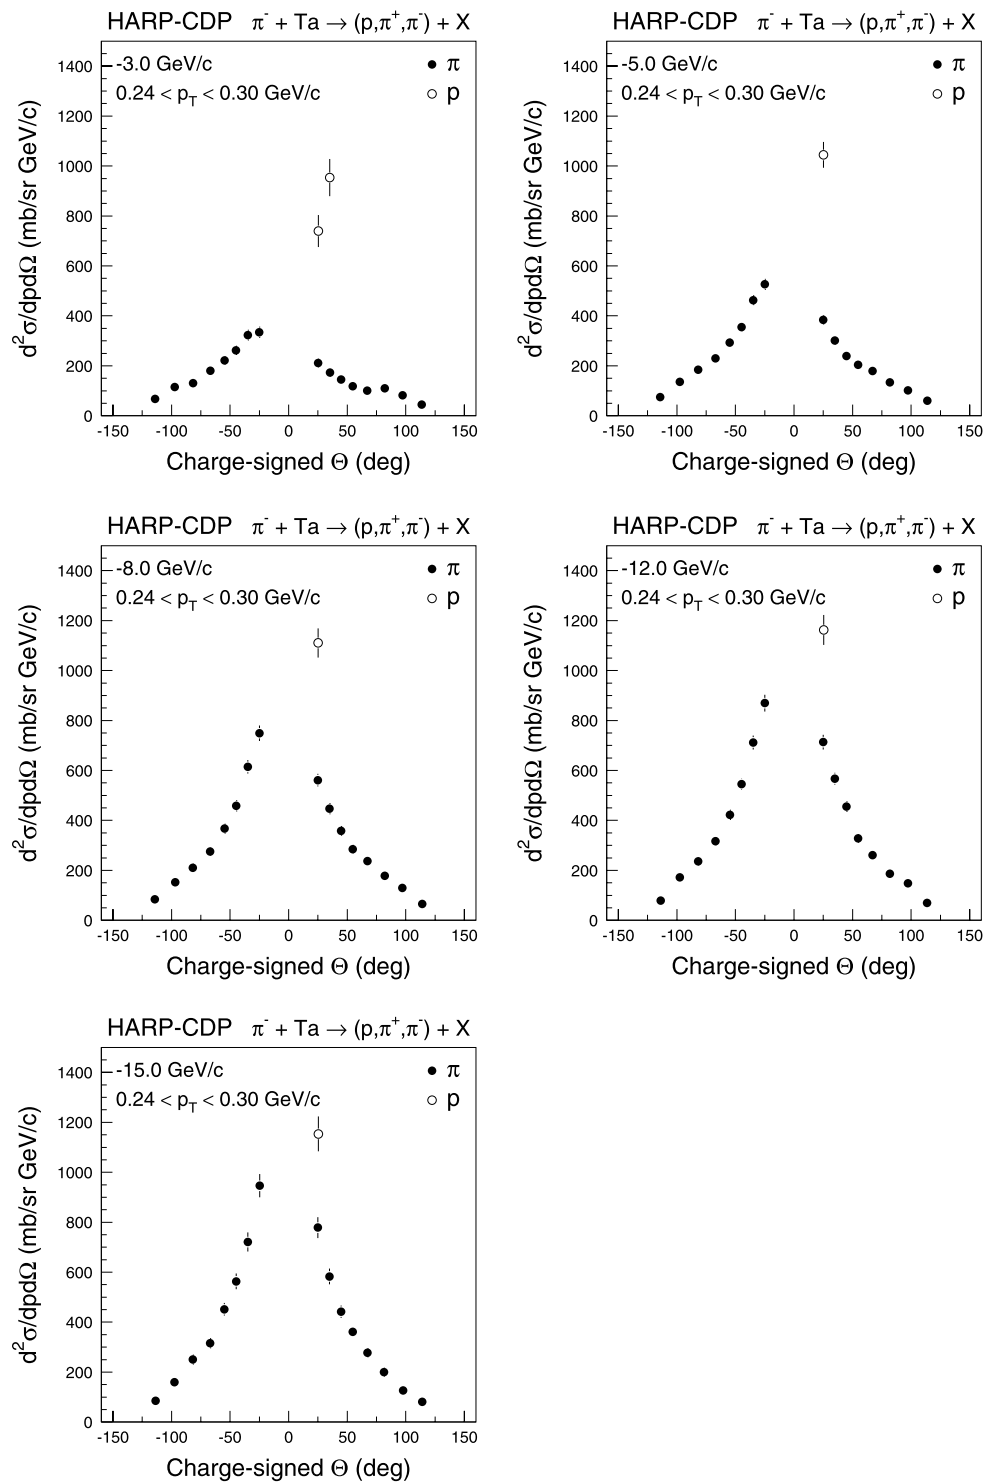 HARP-CDP π⁻ + Ta → (p,π⁺,π⁻) + X
-3.0 GeV/c
0.24 < p_T < 0.30 GeV/c
π
p
d²σ/dpdΩ (mb/sr GeV/c)
1400
1200
1000
800
600
400
200
0
-150 -100 -50 0 50 100 150
Charge-signed Θ (deg)
HARP-CDP π⁻ + Ta → (p,π⁺,π⁻) + X
-5.0 GeV/c
0.24 < p_T < 0.30 GeV/c
π
p
d²σ/dpdΩ (mb/sr GeV/c)
1400
1200
1000
800
600
400
200
0
-150 -100 -50 0 50 100 150
Charge-signed Θ (deg)
HARP-CDP π⁻ + Ta → (p,π⁺,π⁻) + X
-8.0 GeV/c
0.24 < p_T < 0.30 GeV/c
π
p
d²σ/dpdΩ (mb/sr GeV/c)
1400
1200
1000
800
600
400
200
0
-150 -100 -50 0 50 100 150
Charge-signed Θ (deg)
HARP-CDP π⁻ + Ta → (p,π⁺,π⁻) + X
-12.0 GeV/c
0.24 < p_T < 0.30 GeV/c
π
p
d²σ/dpdΩ (mb/sr GeV/c)
1400
1200
1000
800
600
400
200
0
-150 -100 -50 0 50 100 150
Charge-signed Θ (deg)
HARP-CDP π⁻ + Ta → (p,π⁺,π⁻) + X
-15.0 GeV/c
0.24 < p_T < 0.30 GeV/c
π
p
d²σ/dpdΩ (mb/sr GeV/c)
1400
1200
1000
800
600
400
200
0
-150 -100 -50 0 50 100 150
Charge-signed Θ (deg)